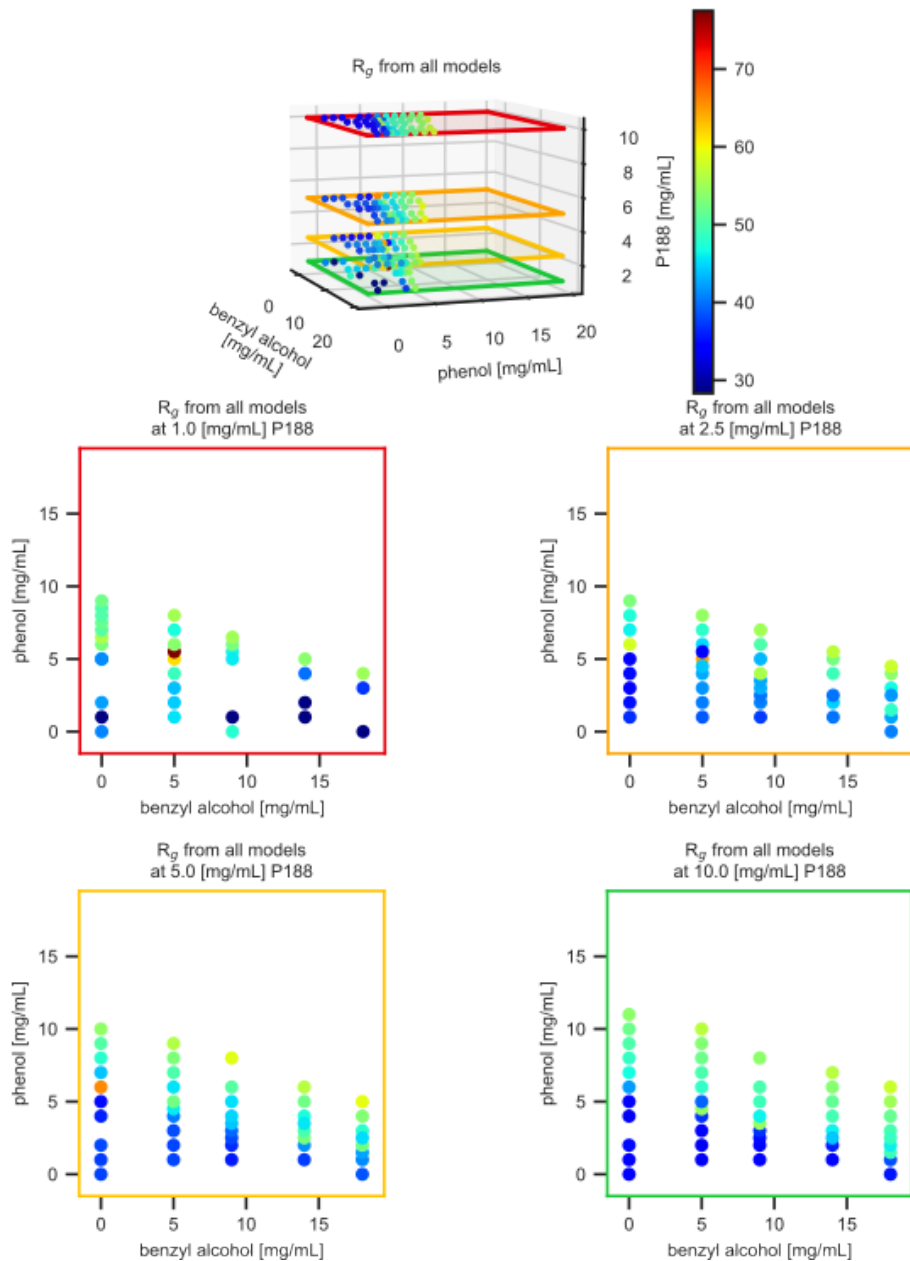 R_g from all models
70
60
50
40
30
10
8
6
4
2
P188 [mg/mL]
0
10
20
benzyl alcohol
[mg/mL]
0
5
10
15
20
phenol [mg/mL]
R_g from all models
at 1.0 [mg/mL] P188
15
10
5
0
phenol [mg/mL]
0 5 10 15
benzyl alcohol [mg/mL]
R_g from all models
at 2.5 [mg/mL] P188
15
10
5
0
phenol [mg/mL]
0 5 10 15
benzyl alcohol [mg/mL]
R_g from all models
at 5.0 [mg/mL] P188
15
10
5
0
phenol [mg/mL]
0 5 10 15
benzyl alcohol [mg/mL]
R_g from all models
at 10.0 [mg/mL] P188
15
10
5
0
phenol [mg/mL]
0 5 10 15
benzyl alcohol [mg/mL]